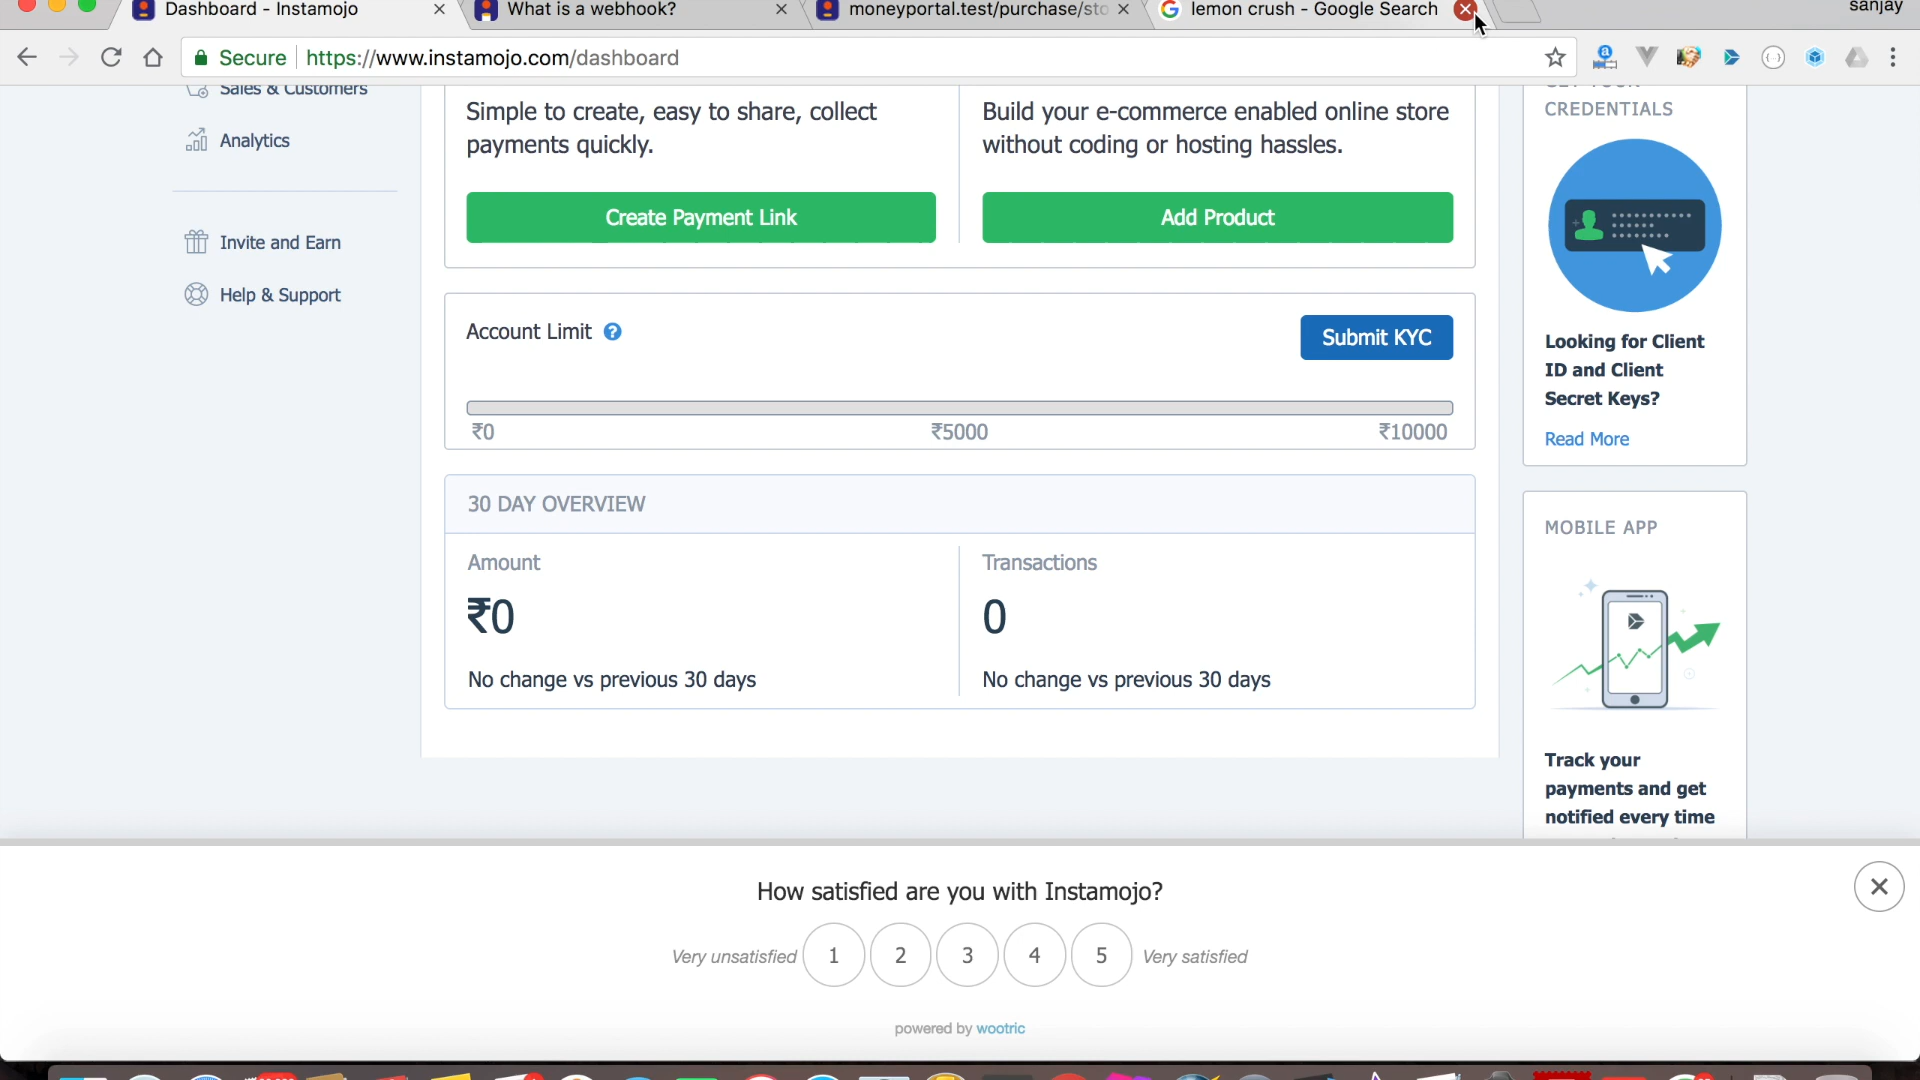 Dashboard - Instamojo
What is a webhook?
moneyportal.test/purchase/sto
lemon crush - Google Search
sanjay
Secure
https://www.instamojo.com/dashboard
Sales & Customers
Analytics
Invite and Earn
Help & Support
Simple to create, easy to share, collect
payments quickly.
Create Payment Link
Build your e-commerce enabled online store
without coding or hosting hassles.
Add Product
Account Limit ?
Submit KYC
₹0
₹5000
₹10000
30 DAY OVERVIEW
Amount
₹0
No change vs previous 30 days
Transactions
0
No change vs previous 30 days
CREDENTIALS
Looking for Client
ID and Client
Secret Keys?
Read More
MOBILE APP
Track your
payments and get
notified every time
How satisfied are you with Instamojo?
Very unsatisfied 1 2 3 4 5 Very satisfied
powered by wootric